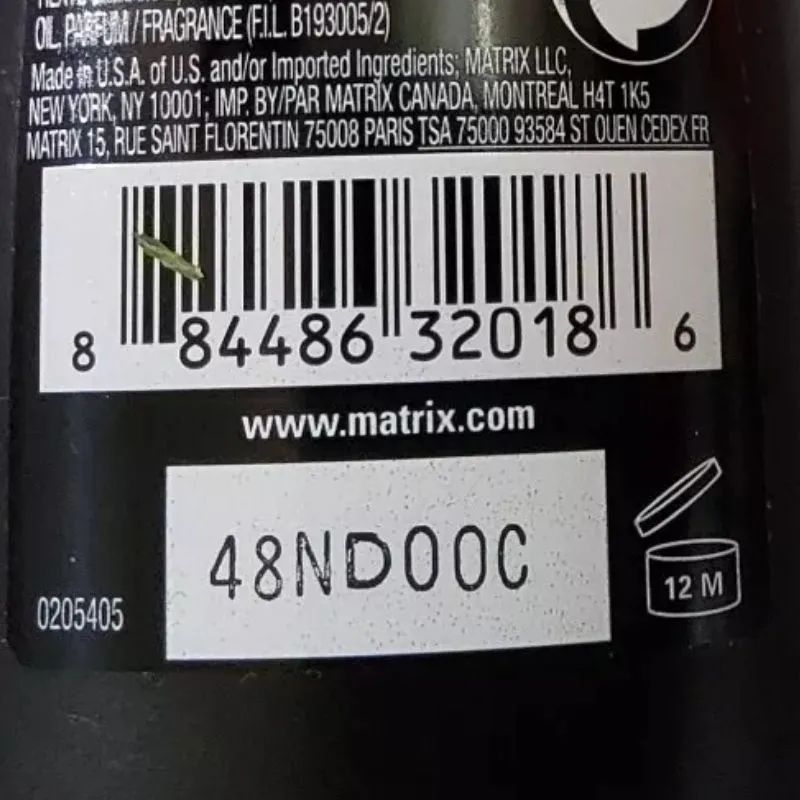 OIL, PARFUM / FRAGRANCE (F.I.L. B193005/2)
Made in U.S.A. of U.S. and/or Imported Ingredients; MATRIX LLC,
NEW YORK, NY 10001; IMP. BY/PAR MATRIX CANADA, MONTREAL H4T 1K5
MATRIX 15, RUE SAINT FLORENTIN 75008 PARIS TSA 75000 93584 ST OUEN CEDEX FR
8 84486 32018 6
www.matrix.com
48ND00C
0205405
12 M